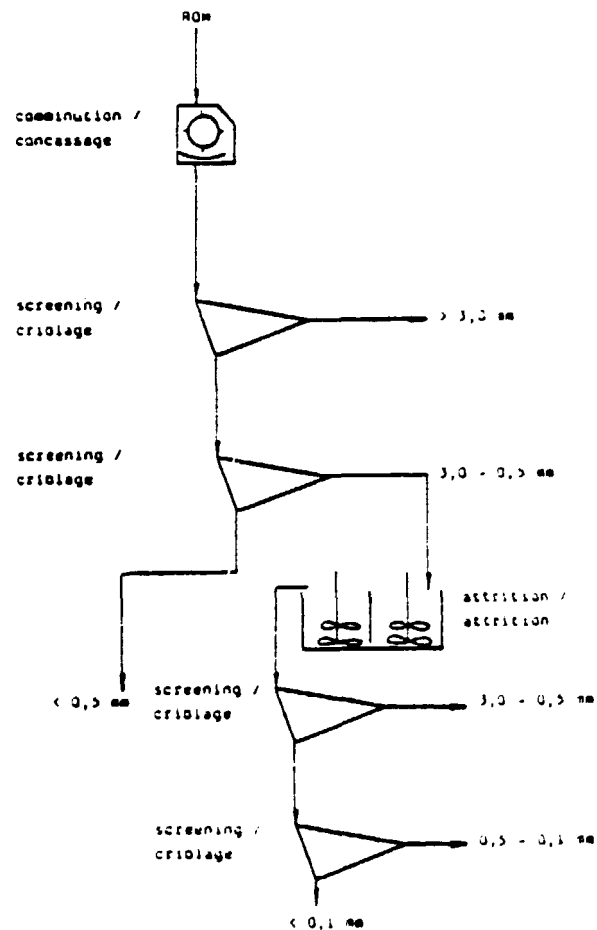 ROM
comminution /
concassage
screening /
criblage
> 3,0 mm
screening /
criblage
3,0 - 0,5 mm
attrition /
attrition
< 0,5 mm
screening /
criblage
3,0 - 0,5 mm
screening /
criblage
0,5 - 0,1 mm
< 0,1 mm